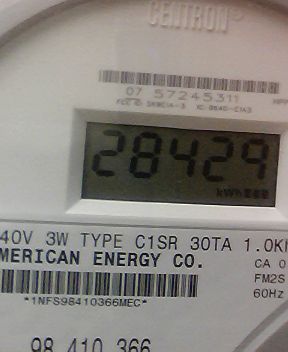 CENTRON®
07 57245311
28429
kWh
40V 3W TYPE C1SR 30TA 1.0K
MERICAN ENERGY CO.
CA 0
FM2S
60Hz
*1NFS98410366MEC*
98 410 366